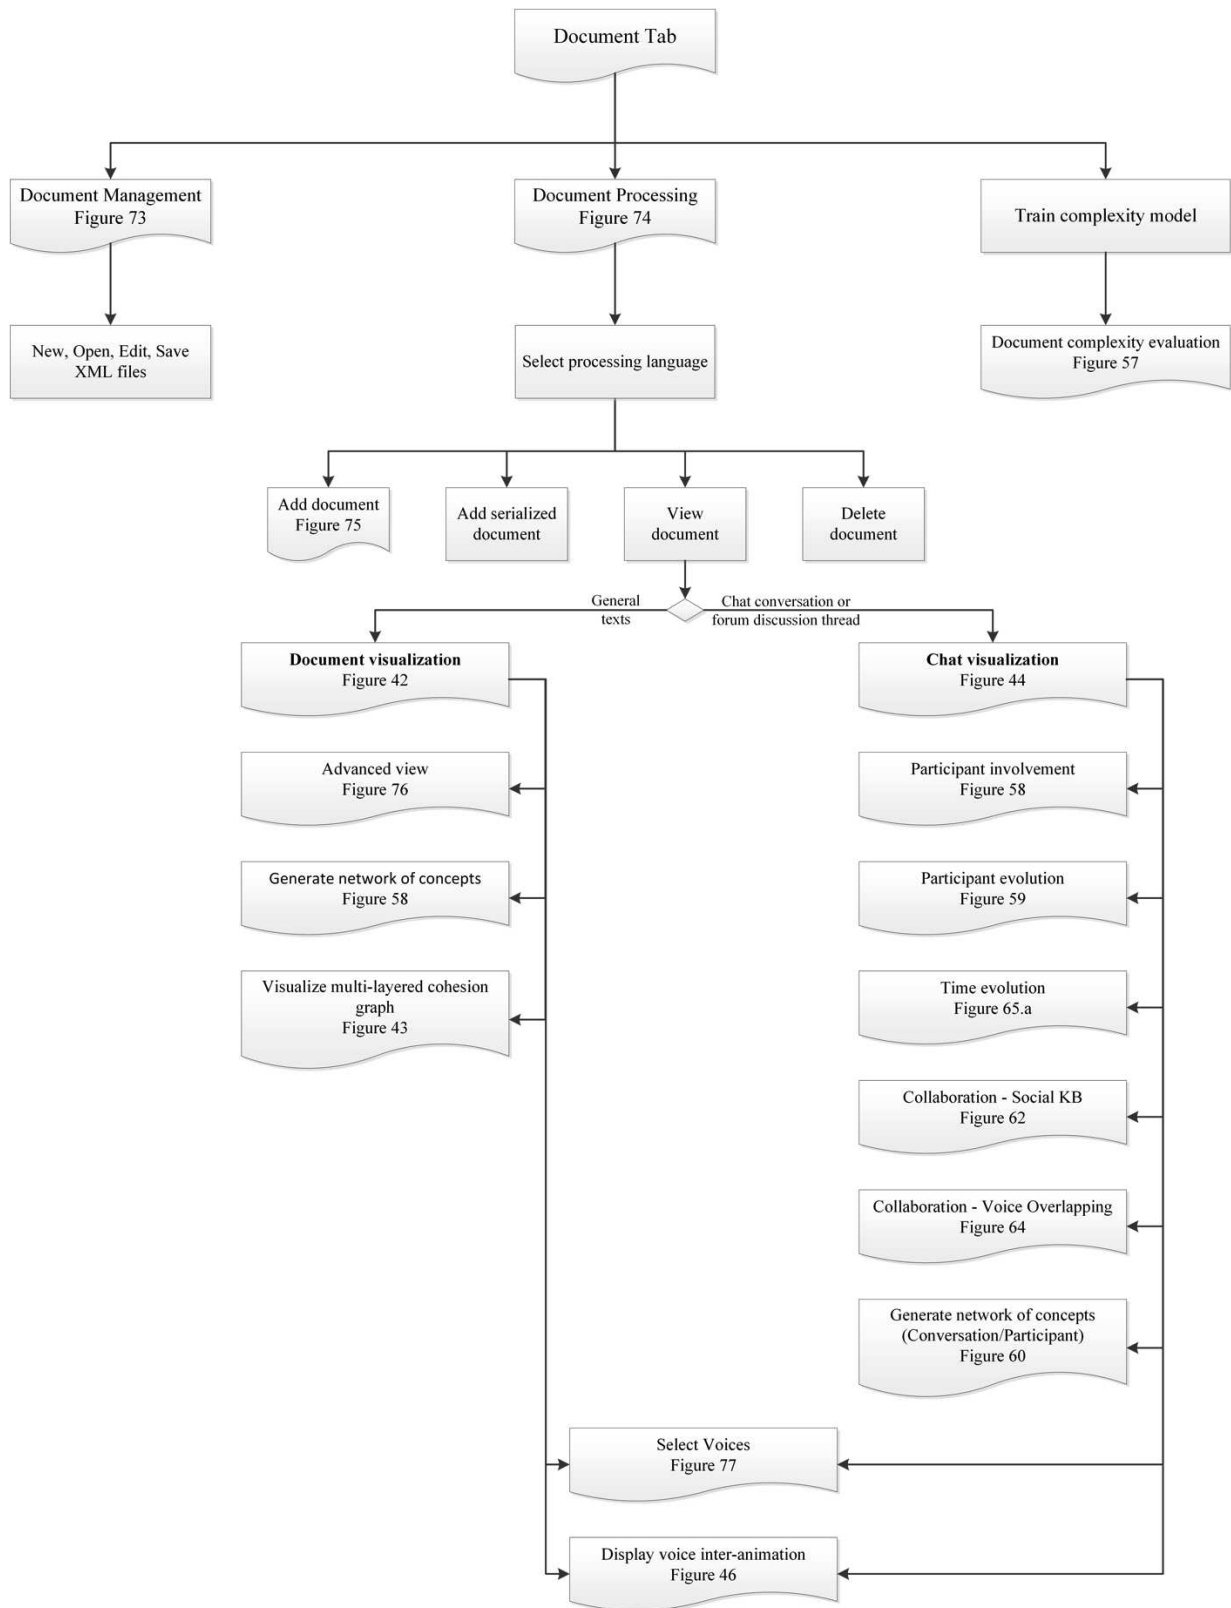 Document Tab
Document Management
Figure 73
Document Processing
Figure 74
Train complexity model
New, Open, Edit, Save
XML files
Select processing language
Document complexity evaluation
Figure 57
Add document
Figure 75
Add serialized
document
View
document
Delete
document
General
texts
Chat conversation or
forum discussion thread
Document visualization
Figure 42
Chat visualization
Figure 44
Advanced view
Figure 76
Participant involvement
Figure 58
Generate network of concepts
Figure 58
Participant evolution
Figure 59
Visualize multi-layered cohesion
graph
Figure 43
Time evolution
Figure 65.a
Collaboration - Social KB
Figure 62
Collaboration - Voice Overlapping
Figure 64
Generate network of concepts
(Conversation/Participant)
Figure 60
Select Voices
Figure 77
Display voice inter-animation
Figure 46